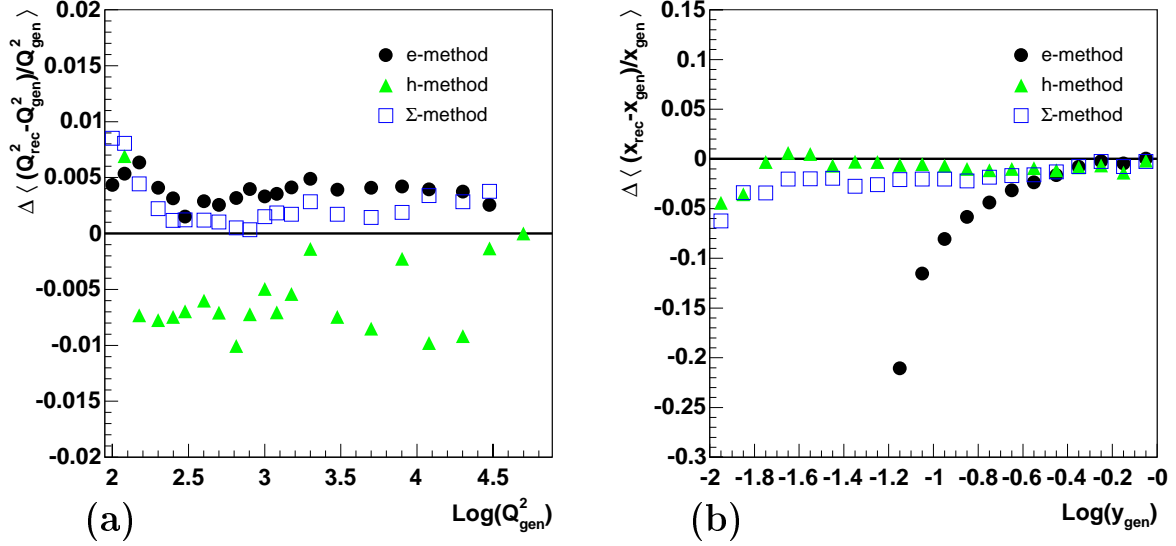 Δ ⟨ (Q²rec-Q²gen)/Q²gen ⟩
0.02
0.015
0.01
0.005
0
-0.005
-0.01
-0.015
-0.02
e-method
h-method
Σ-method
2 2.5 3 3.5 4 4.5
Log(Q²gen)
(a)
Δ ⟨ (xrec-xgen)/xgen ⟩
0.15
0.1
0.05
0
-0.05
-0.1
-0.15
-0.2
-0.25
-0.3
e-method
h-method
Σ-method
-2 -1.8 -1.6 -1.4 -1.2 -1 -0.8 -0.6 -0.4 -0.2 -0
Log(ygen)
(b)